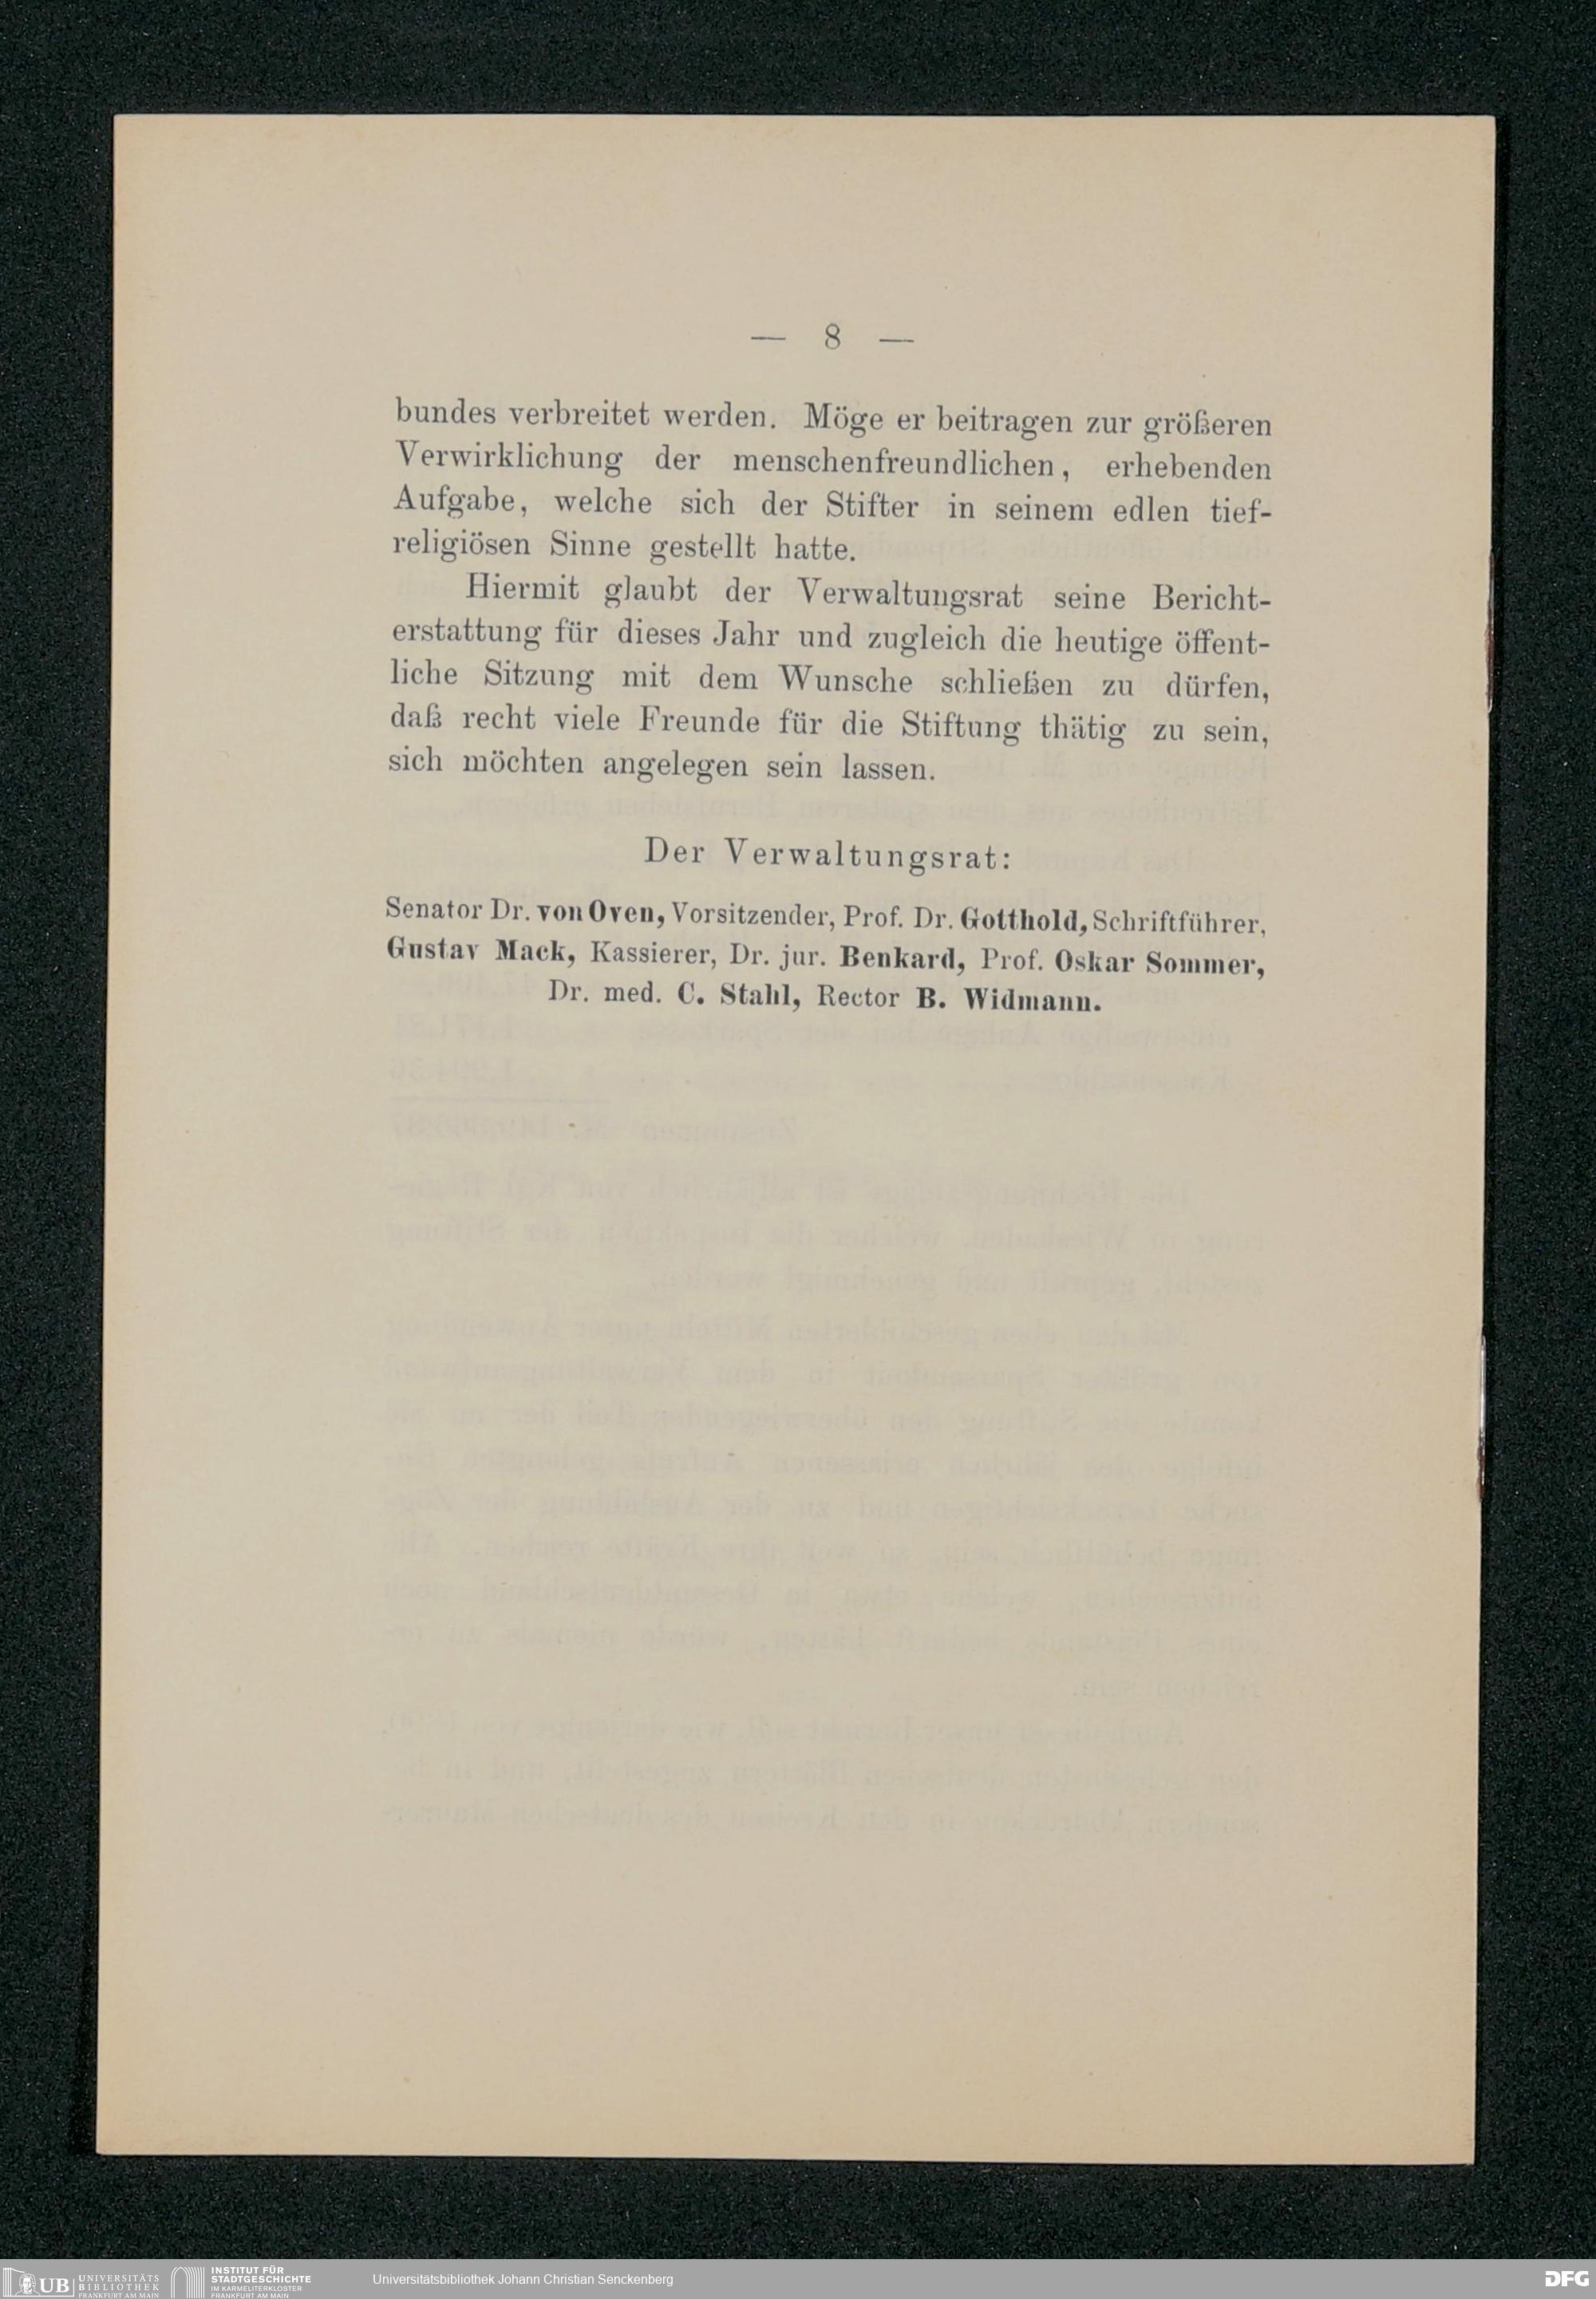 — 8 —
bundes verbreitet werden. Möge er beitragen zur größeren
Verwirklichung der menschenfreundlichen, erhebenden
Aufgabe, welche sich der Stifter in seinem edlen tief-
religiösen Sinne gestellt hatte.
Hiermit glaubt der Verwaltungsrat seine Bericht-
erstattung für dieses Jahr und zugleich die heutige öffent-
liche Sitzung mit dem Wunsche schließen zu dürfen,
daß recht viele Freunde für die Stiftung thätig zu sein,
sich möchten angelegen sein lassen.
Der Verwaltungsrat:
Senator Dr. von Oven, Vorsitzender, Prof. Dr. Gotthold, Schriftführer,
Gustav Mack, Kassierer, Dr. jur. Benkard, Prof. Oskar Sommer,
Dr. med. C. Stahl, Rector B. Widmann.
UB UNIVERSITÄTS BIBLIOTHEK FRANKFURT AM MAIN
INSTITUT FÜR STADTGESCHICHTE IM KARMELITERKLOSTER FRANKFURT AM MAIN
Universitätsbibliothek Johann Christian Senckenberg
DFG